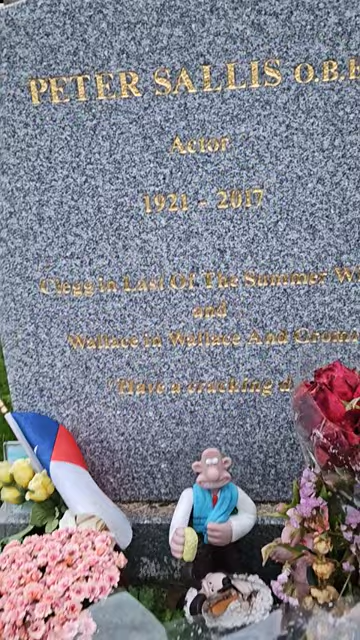 PETER SALLIS O.B.
Actor
1921 - 2017
Clegg in Last Of The Summer
and
Wallace in Wallace And
"Have a cracking